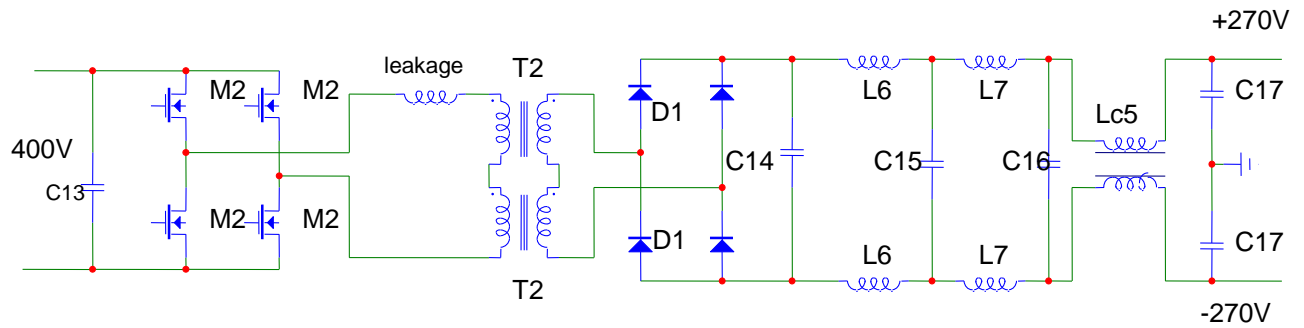 +270V
leakage
T2
M2
M2
D1
L6
L7
C17
Lc5
400V
C13
C14
C15
C16
M2
M2
D1
L6
L7
C17
T2
-270V